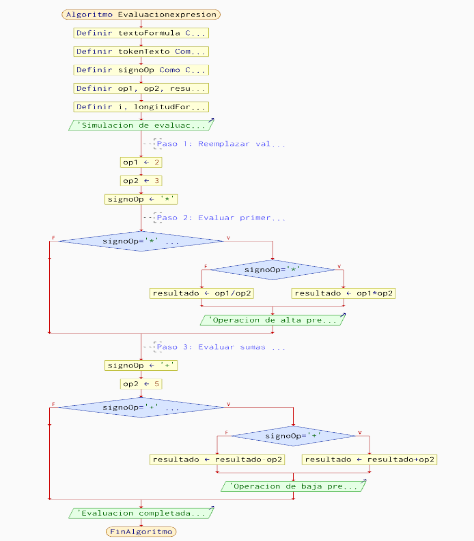 Algoritmo Evaluacionexpresion
Definir textoFormula C...
Definir tokenTexto Com...
Definir signoOp Como C...
Definir op1, op2, resu...
Definir i, longitudFor...
'Simulacion de evaluac...
Paso 1: Reemplazar val...
op1 ← 2
op2 ← 3
signoOp ← '*'
Paso 2: Evaluar primer...
signoOp='*' ...
F
V
signoOp='*'
F
V
resultado ← op1/op2
resultado ← op1*op2
'Operacion de alta pre...
Paso 3: Evaluar sumas ...
signoOp ← '+'
op2 ← 5
signoOp='+' ...
F
V
signoOp='+'
F
V
resultado ← resultado-op2
resultado ← resultado+op2
'Operacion de baja pre...
'Evaluacion completada...
FinAlgoritmo